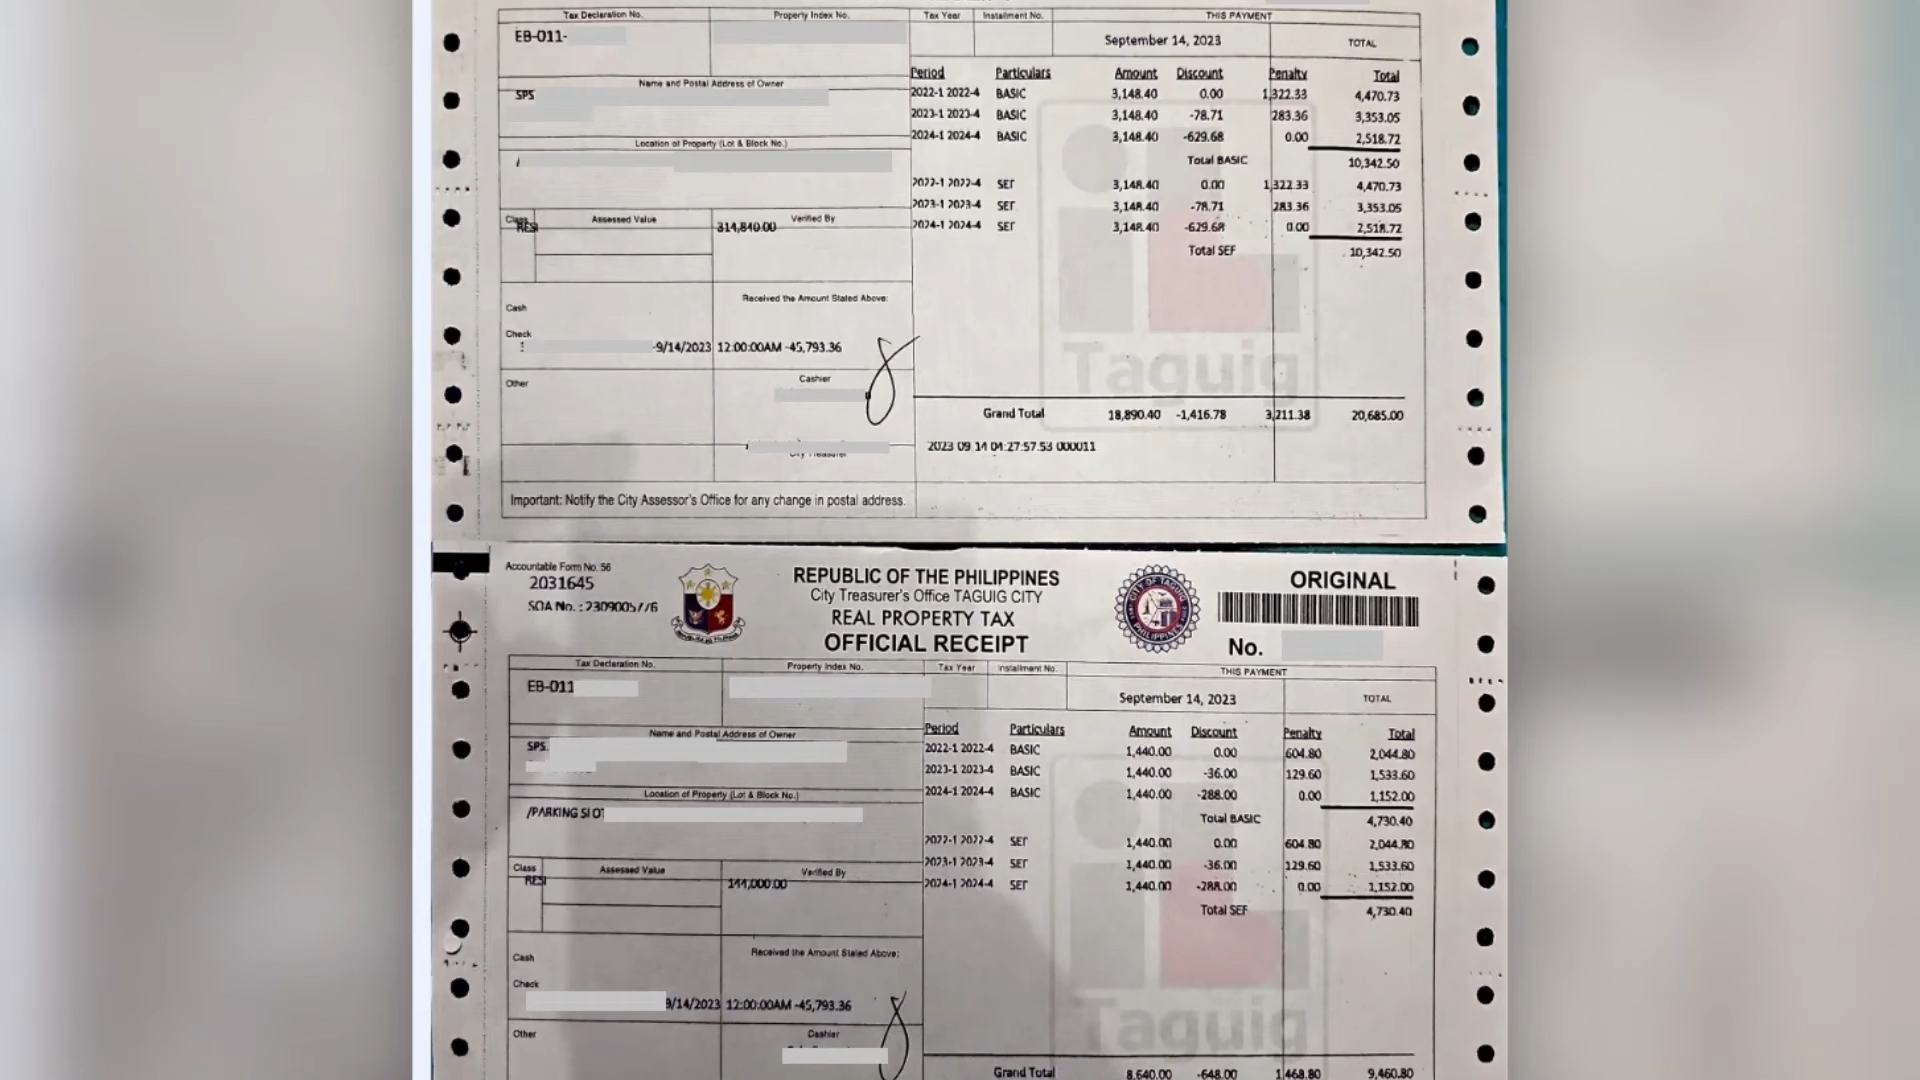 Tax Declaration No. Property Index No. Tax Year Installment No. THIS PAYMENT
EB-011-
September 14, 2023 TOTAL
Name and Postal Address of Owner
SPS
Period Particulars Amount Discount Penalty Total
2022-1 2022-4 BASIC 3,148.40 0.00 1,322.33 4,470.73
2023-1 2023-4 BASIC 3,148.40 -78.71 283.36 3,353.05
2024-1 2024-4 BASIC 3,148.40 -629.68 0.00 2,518.72
Location of Property (Lot & Block No.)
/
Total BASIC 10,342.50
2022-1 2022-4 SEF 3,148.40 0.00 1,322.33 4,470.73
2023-1 2023-4 SEF 3,148.40 -78.71 283.36 3,353.05
2024-1 2024-4 SEF 3,148.40 -629.68 0.00 2,518.72
Total SEF 10,342.50
Class Assessed Value Verified By
RESI 314,840.00
Received the Amount Stated Above:
Cash
Check
-9/14/2023 12:00:00AM -45,793.36
Other
Cashier
Taguig
Grand Total 18,890.40 -1,416.78 3,211.38 20,685.00
City Treasurer
2023 09 14 04:27:57.53 000011
Important: Notify the City Assessor's Office for any change in postal address.
Accountable Form No. 56
2031645
SOA No. : 2309005776
REPUBLIC OF THE PHILIPPINES
City Treasurer's Office TAGUIG CITY
REAL PROPERTY TAX
OFFICIAL RECEIPT
CITY OF TAGUIG
PHILIPPINES
ORIGINAL
No.
Tax Declaration No. Property Index No. Tax Year Installment No. THIS PAYMENT
EB-011
September 14, 2023 TOTAL
Name and Postal Address of Owner
SPS.
Period Particulars Amount Discount Penalty Total
2022-1 2022-4 BASIC 1,440.00 0.00 604.80 2,044.80
2023-1 2023-4 BASIC 1,440.00 -36.00 129.60 1,533.60
2024-1 2024-4 BASIC 1,440.00 -288.00 0.00 1,152.00
Location of Property (Lot & Block No.)
/PARKING SLOT
Total BASIC 4,730.40
2022-1 2022-4 SEF 1,440.00 0.00 604.80 2,044.80
2023-1 2023-4 SEF 1,440.00 -36.00 129.60 1,533.60
2024-1 2024-4 SEF 1,440.00 -288.00 0.00 1,152.00
Total SEF 4,730.40
Class Assessed Value Verified By
RESI 144,000.00
Received the Amount Stated Above:
Cash
Check
9/14/2023 12:00:00AM -45,793.36
Other
Cashier
Taguig
Grand Total 8,640.00 -648.00 1,468.80 9,460.80